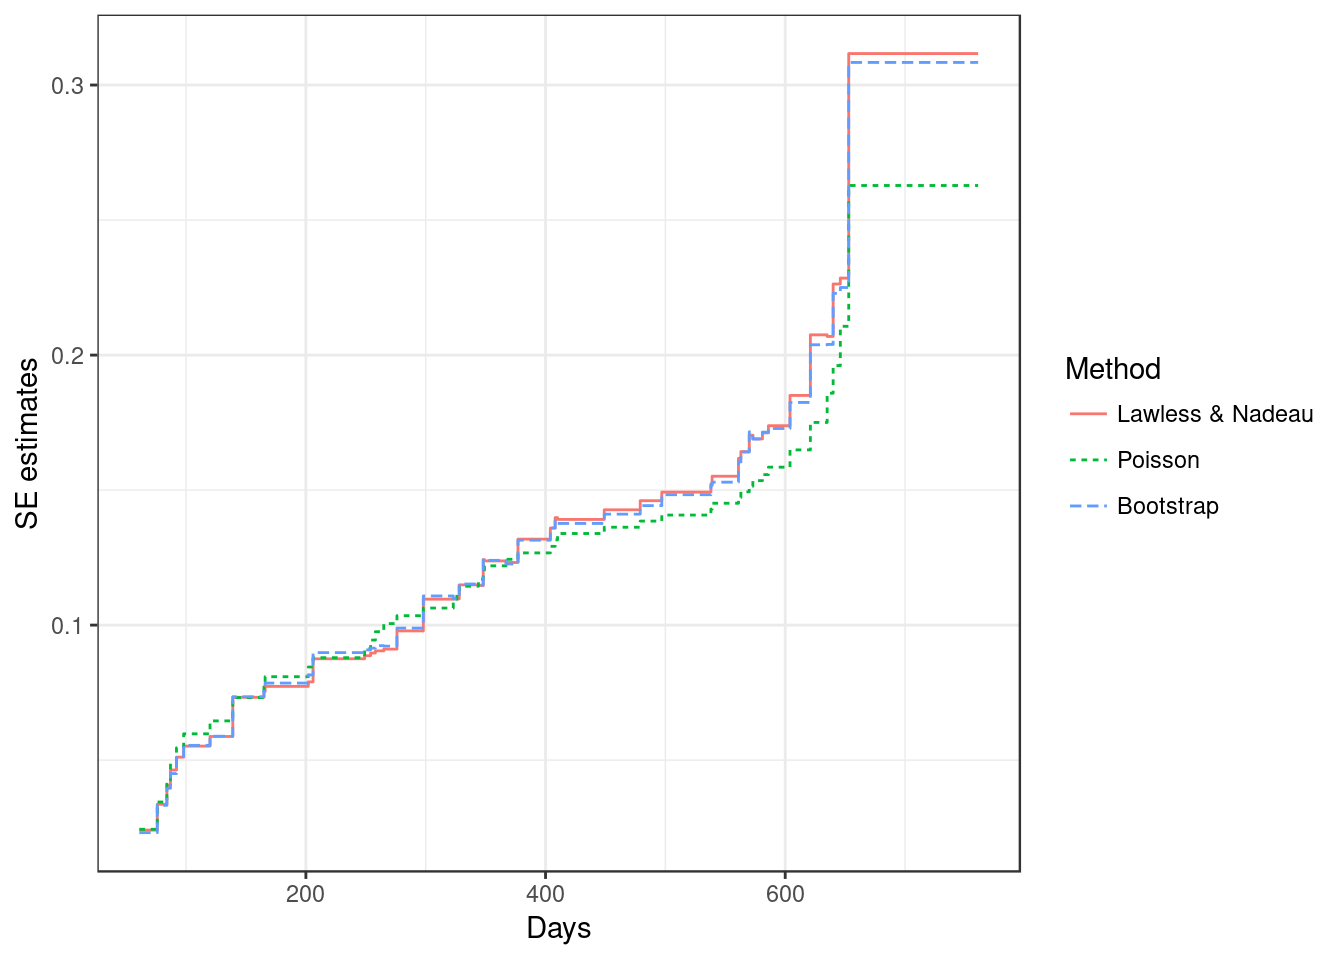 0.3
0.2
0.1
SE estimates
200
400
600
Days
Method
Lawless & Nadeau
Poisson
Bootstrap